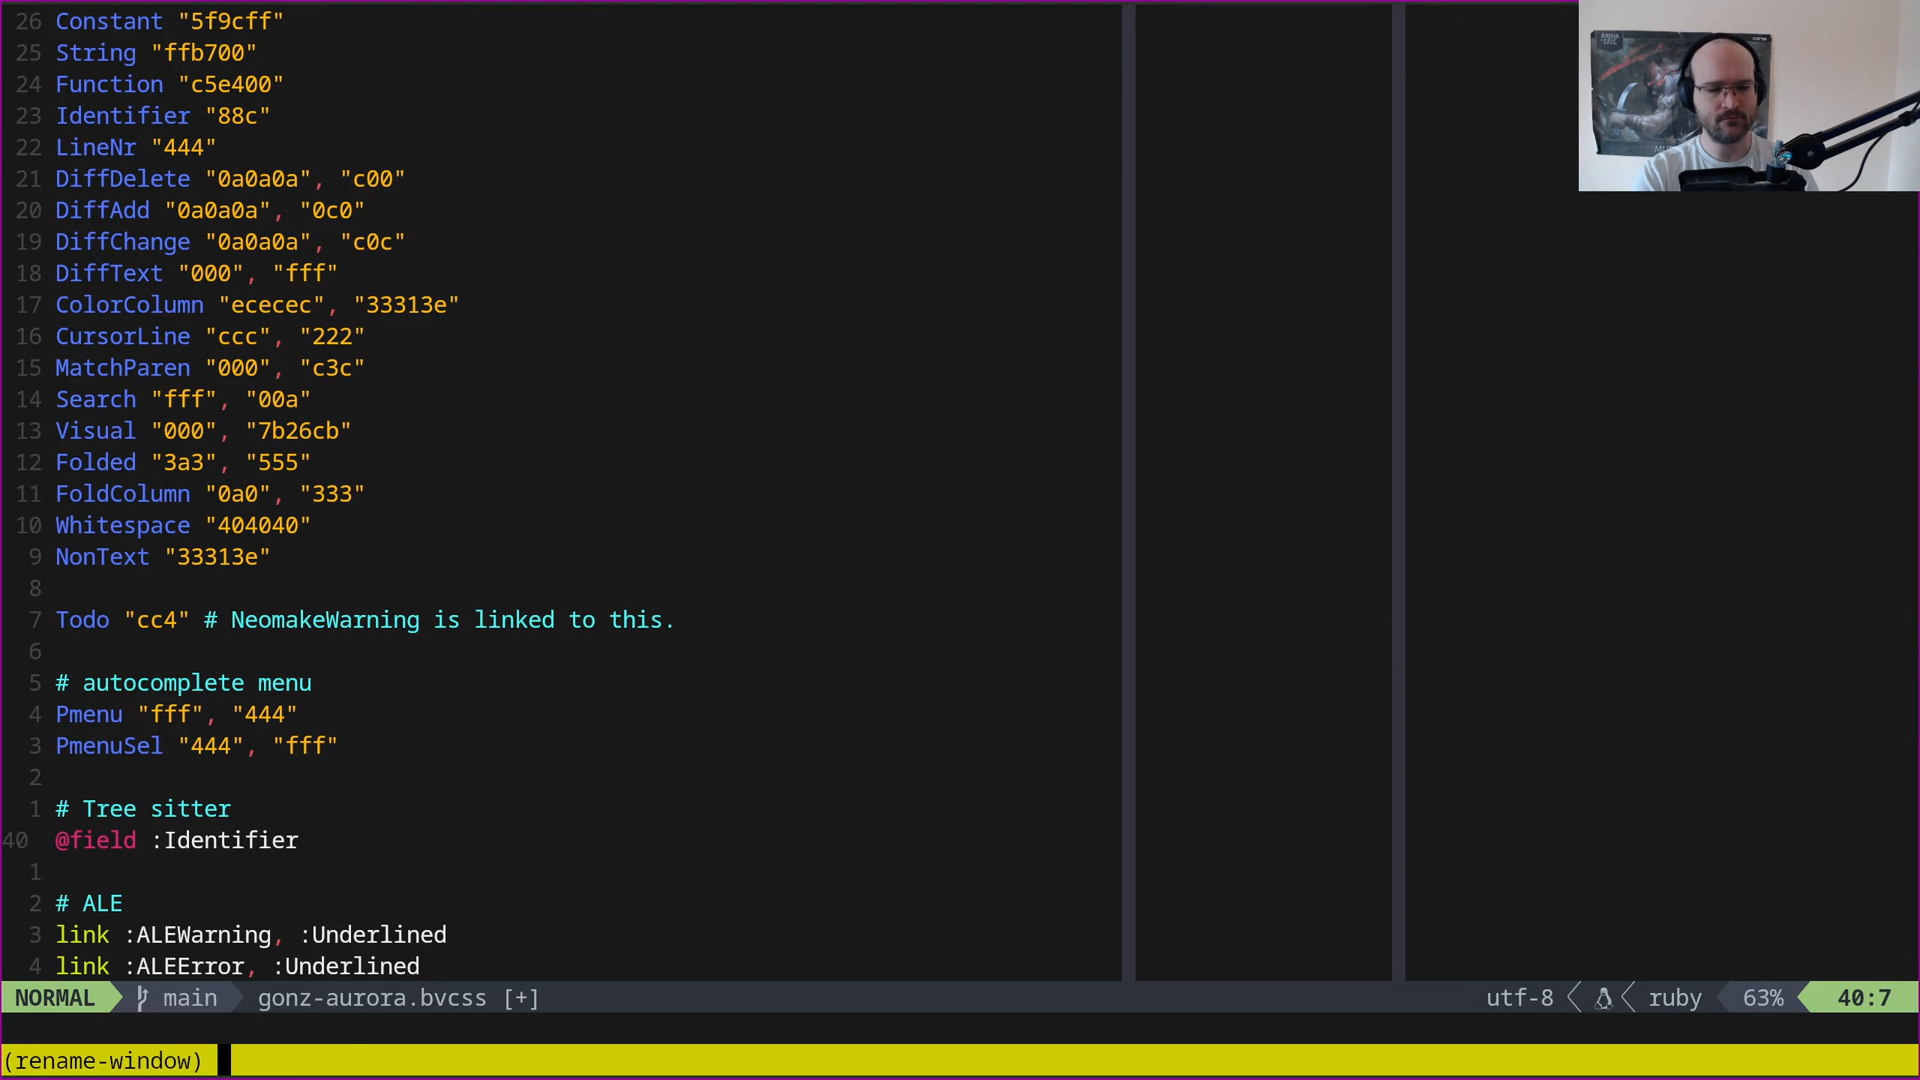 26 Constant "5f9cff"
25 String "ffb700"
24 Function "c5e400"
23 Identifier "88c"
22 LineNr "444"
21 DiffDelete "0a0a0a", "c00"
20 DiffAdd "0a0a0a", "0c0"
19 DiffChange "0a0a0a", "c0c"
18 DiffText "000", "fff"
17 ColorColumn "ececec", "33313e"
16 CursorLine "ccc", "222"
15 MatchParen "000", "c3c"
14 Search "fff", "00a"
13 Visual "000", "7b26cb"
12 Folded "3a3", "555"
11 FoldColumn "0a0", "333"
10 Whitespace "404040"
9 NonText "33313e"
8
7 Todo "cc4" # NeomakeWarning is linked to this.
6
5 # autocomplete menu
4 Pmenu "fff", "444"
3 PmenuSel "444", "fff"
2
1 # Tree sitter
40 @field :Identifier
1
2 # ALE
3 link :ALEWarning, :Underlined
4 link :ALEError, :Underlined
NORMAL main gonz-aurora.bvcss [+] utf-8 ruby 63% 40:7
(rename-window)